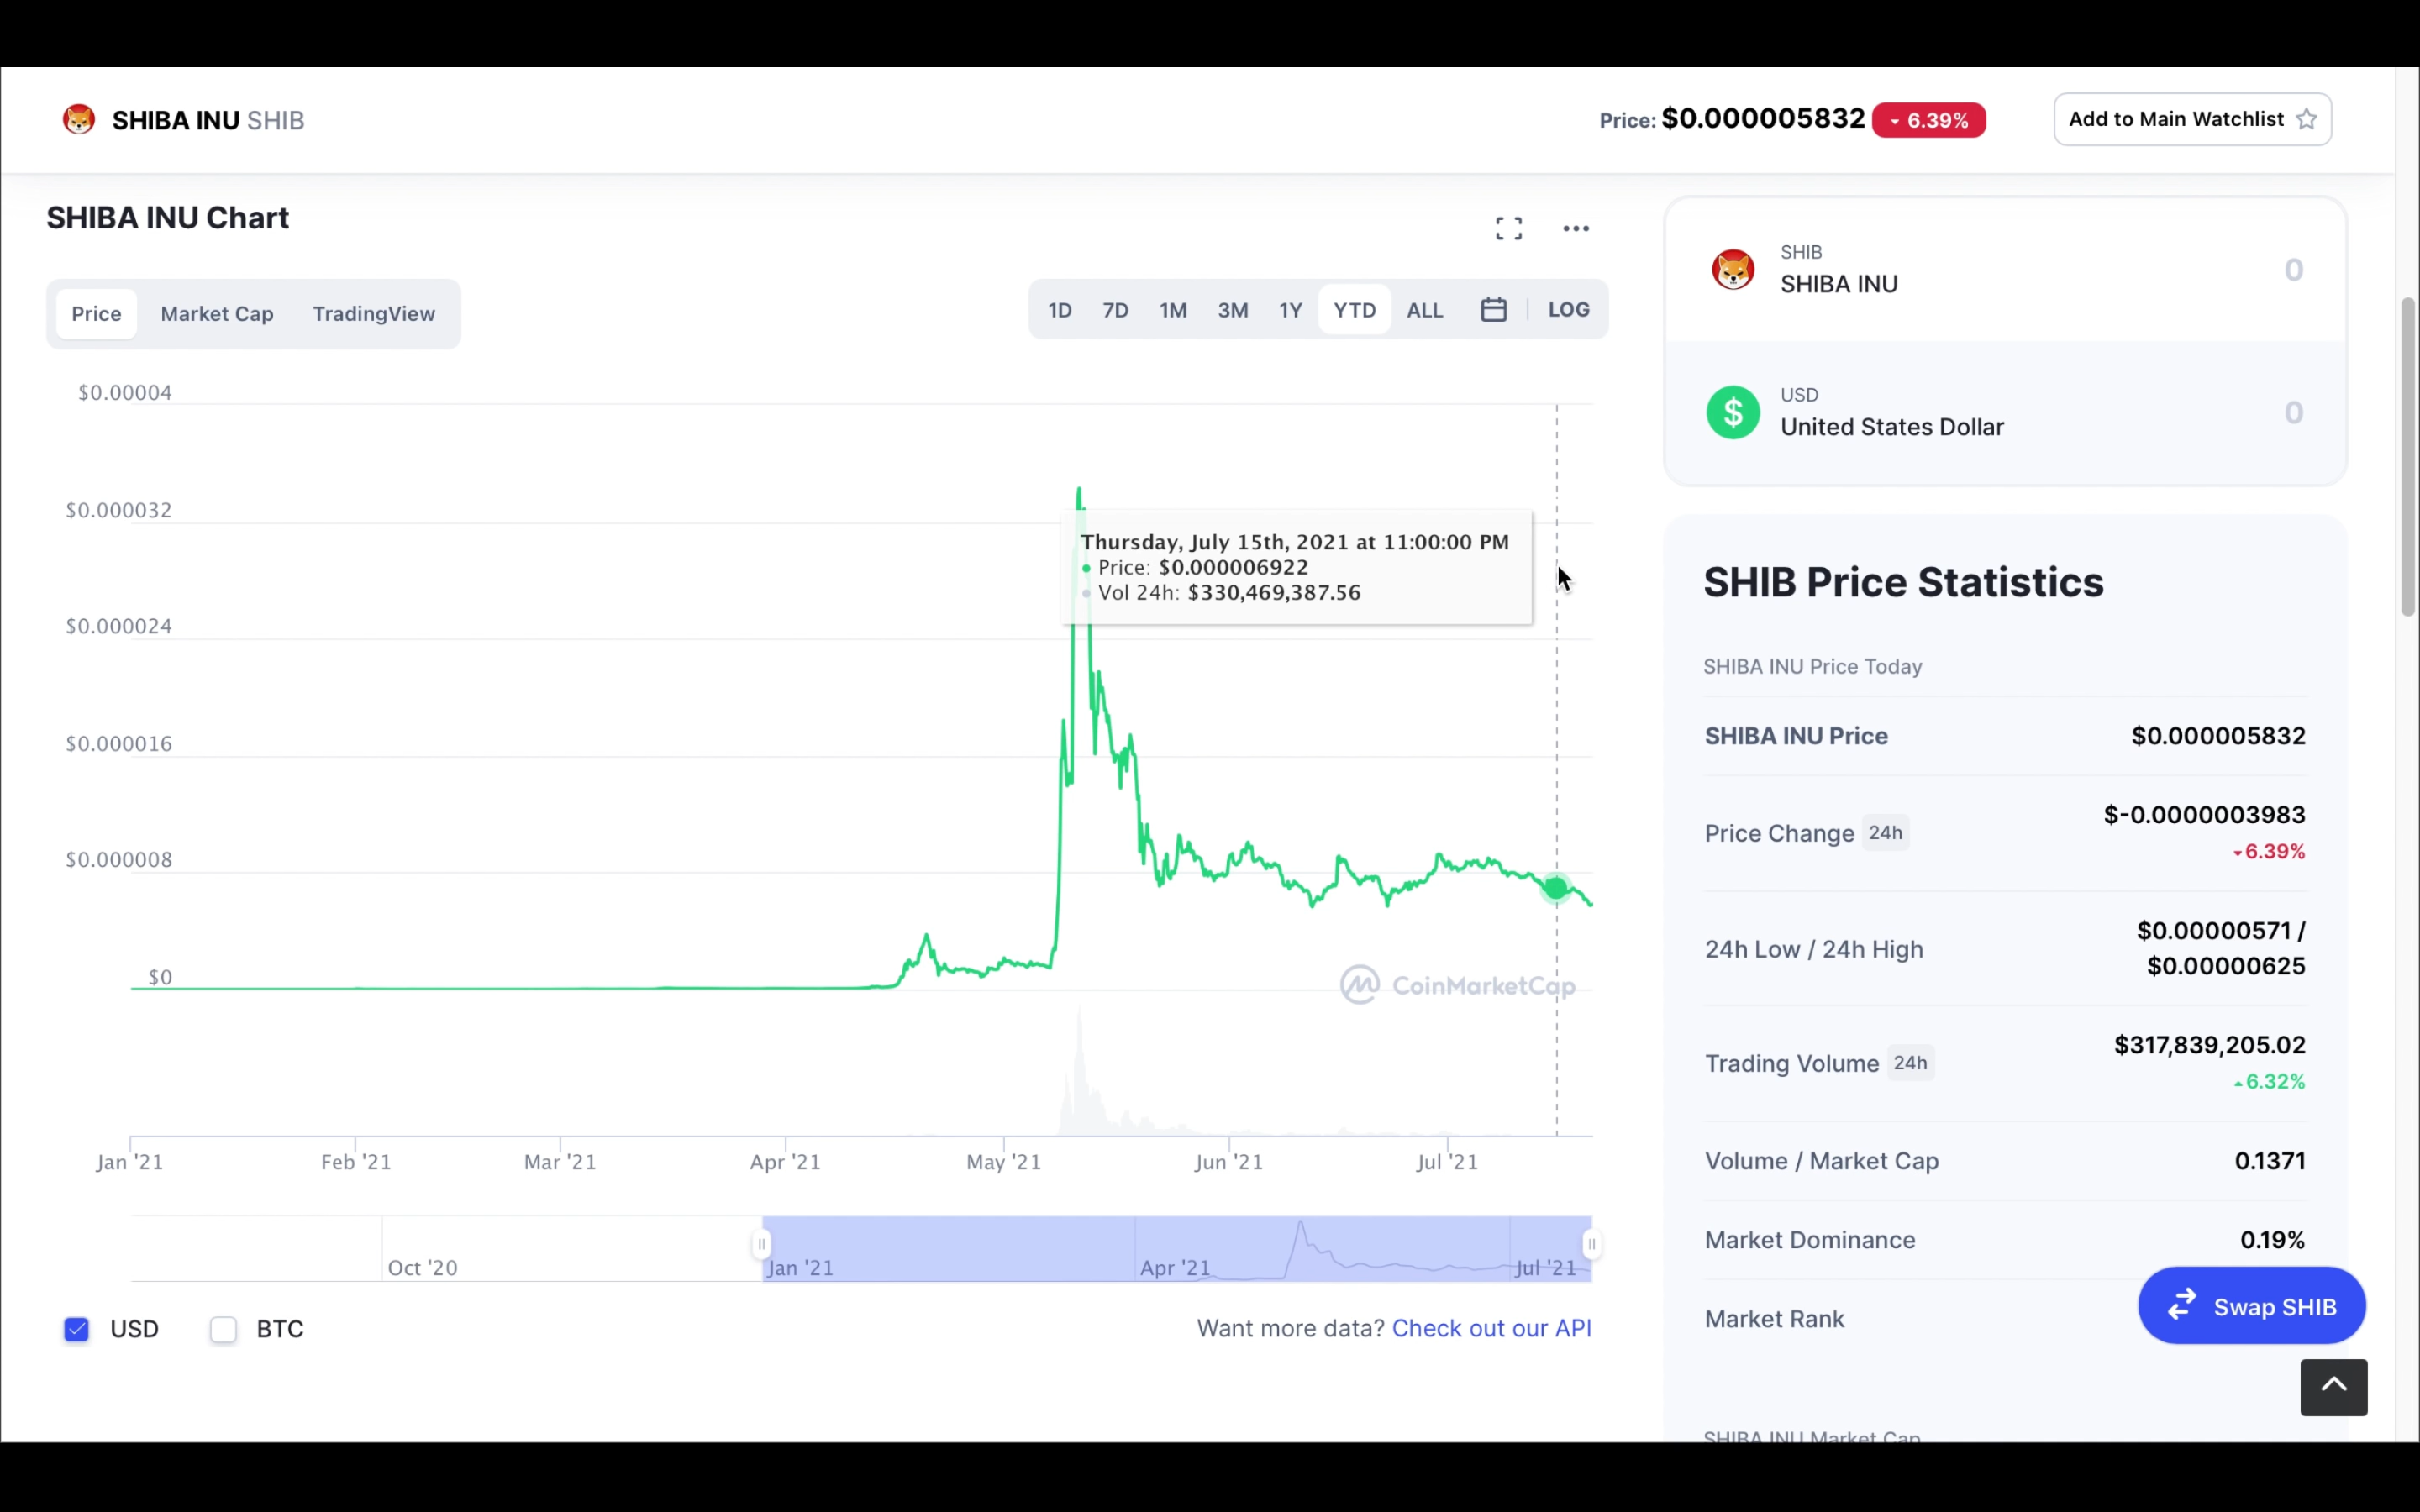 SHIBA INU SHIB
Price: $0.000005832 6.39%
Add to Main Watchlist
SHIBA INU Chart
Price Market Cap TradingView
1D 7D 1M 3M 1Y YTD ALL LOG
$0.00004
$0.000032
$0.000024
$0.000016
$0.000008
$0
Thursday, July 15th, 2021 at 11:00:00 PM
Price: $0.000006922
Vol 24h: $330,469,387.56
CoinMarketCap
Jan '21 Feb '21 Mar '21 Apr '21 May '21 Jun '21 Jul '21
Oct '20 Jan '21 Apr '21 Jul '21
USD BTC
Want more data? Check out our API
SHIB
SHIBA INU
0
$
USD
United States Dollar
0
SHIB Price Statistics
SHIBA INU Price Today
SHIBA INU Price $0.000005832
Price Change 24h $-0.0000003983
6.39%
24h Low / 24h High $0.00000571 /
$0.00000625
Trading Volume 24h $317,839,205.02
6.32%
Volume / Market Cap 0.1371
Market Dominance 0.19%
Market Rank
Swap SHIB
SHIBA INU Market Cap